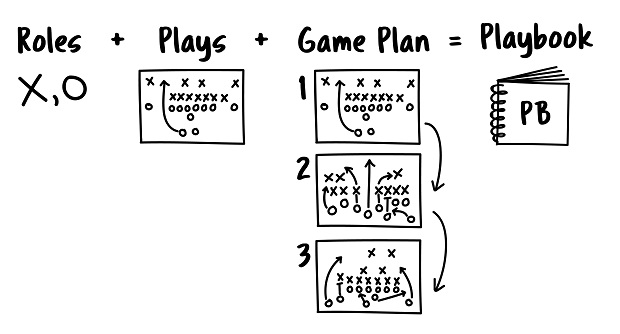 Roles + Plays + Game Plan = Playbook
X,O
1
PB
2
3